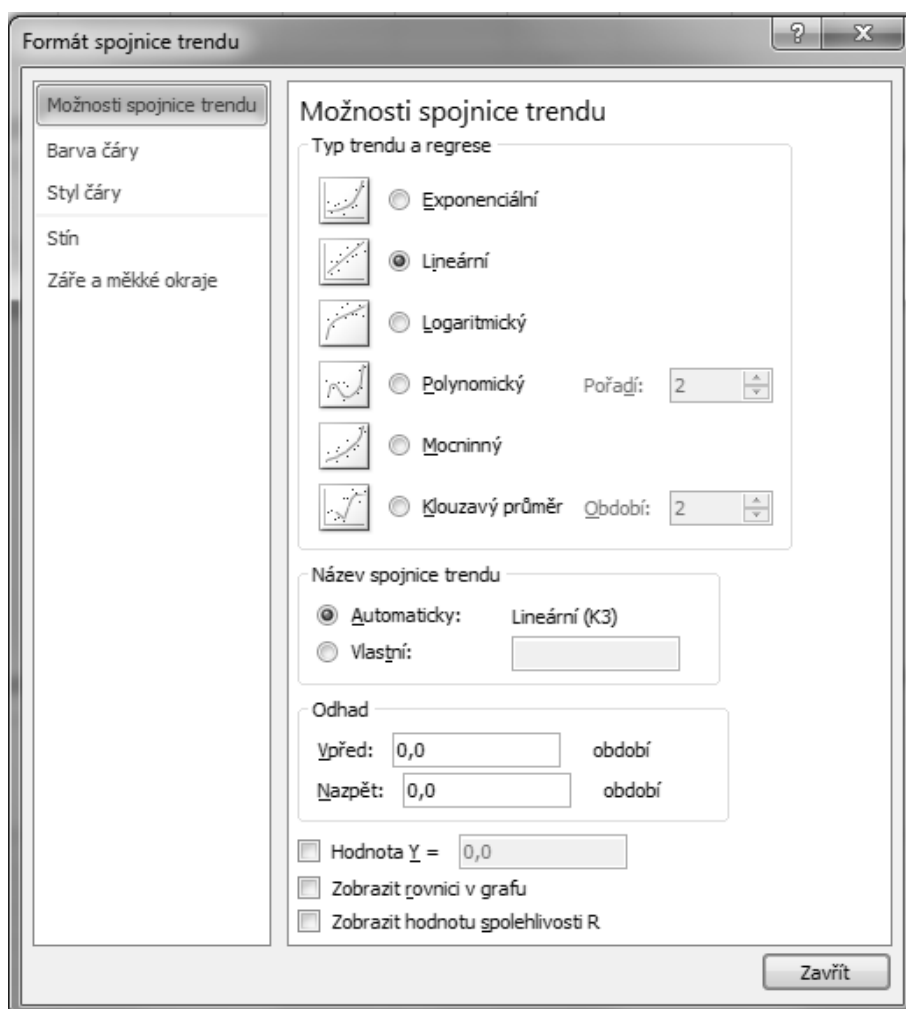 Formát spojnice trendu
Možnosti spojnice trendu
Barva čáry
Styl čáry
Stín
Záře a měkké okraje
Možnosti spojnice trendu
Typ trendu a regrese
Exponenciální
Lineární
Logaritmický
Polynomický Pořadí: 2
Mocninný
Klouzavý průměr Období: 2
Název spojnice trendu
Automaticky: Lineární (K3)
Vlastní:
Odhad
Vpřed: 0,0 období
Nazpět: 0,0 období
Hodnota Y = 0,0
Zobrazit rovnici v grafu
Zobrazit hodnotu spolehlivosti R
Zavřít